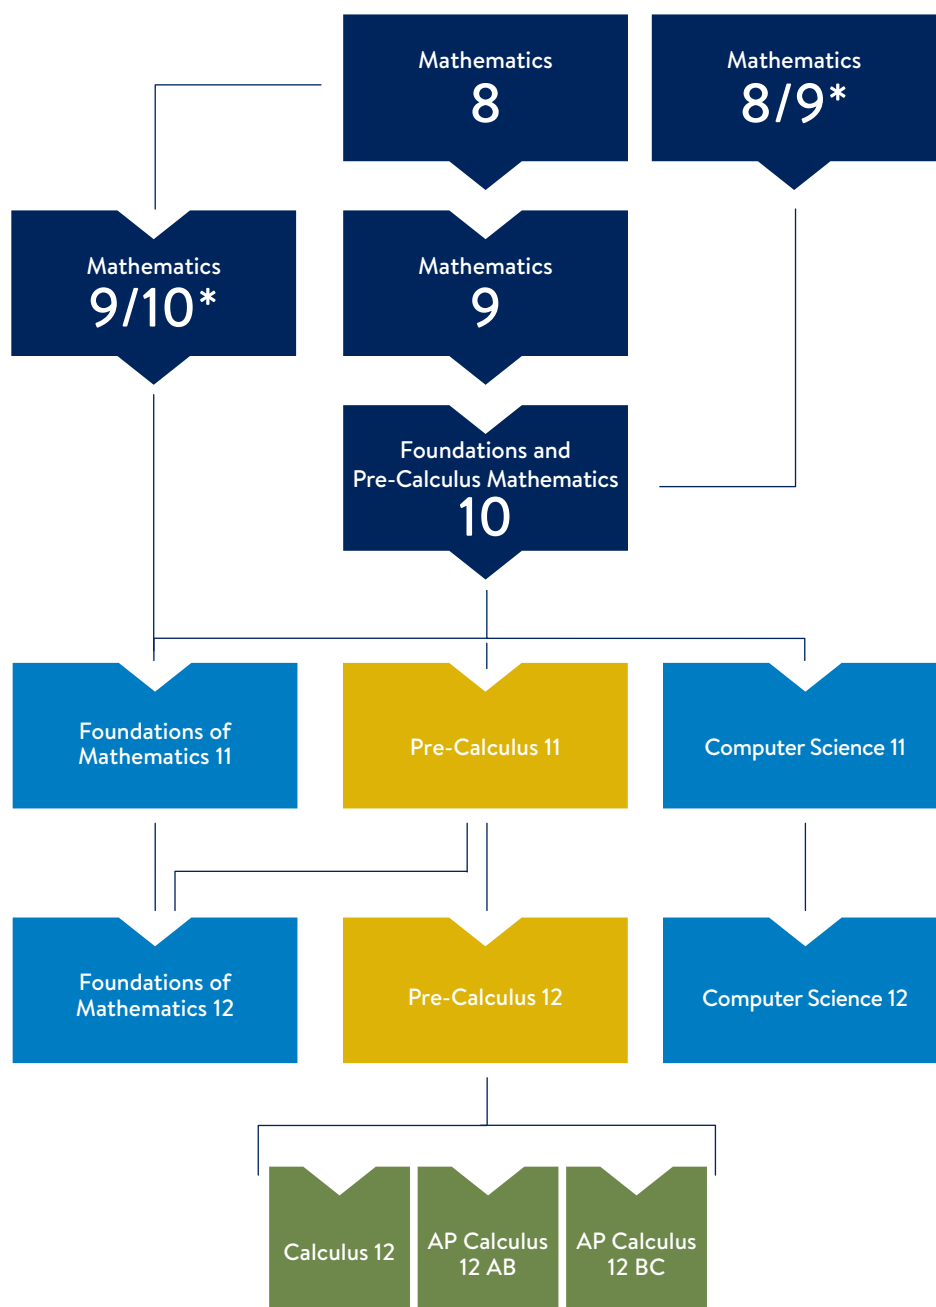 Mathematics
8
Mathematics
8/9*
Mathematics
9/10*
Mathematics
9
Foundations and
Pre-Calculus Mathematics
10
Foundations of
Mathematics 11
Pre-Calculus 11
Computer Science 11
Foundations of
Mathematics 12
Pre-Calculus 12
Computer Science 12
Calculus 12
AP Calculus
12 AB
AP Calculus
12 BC